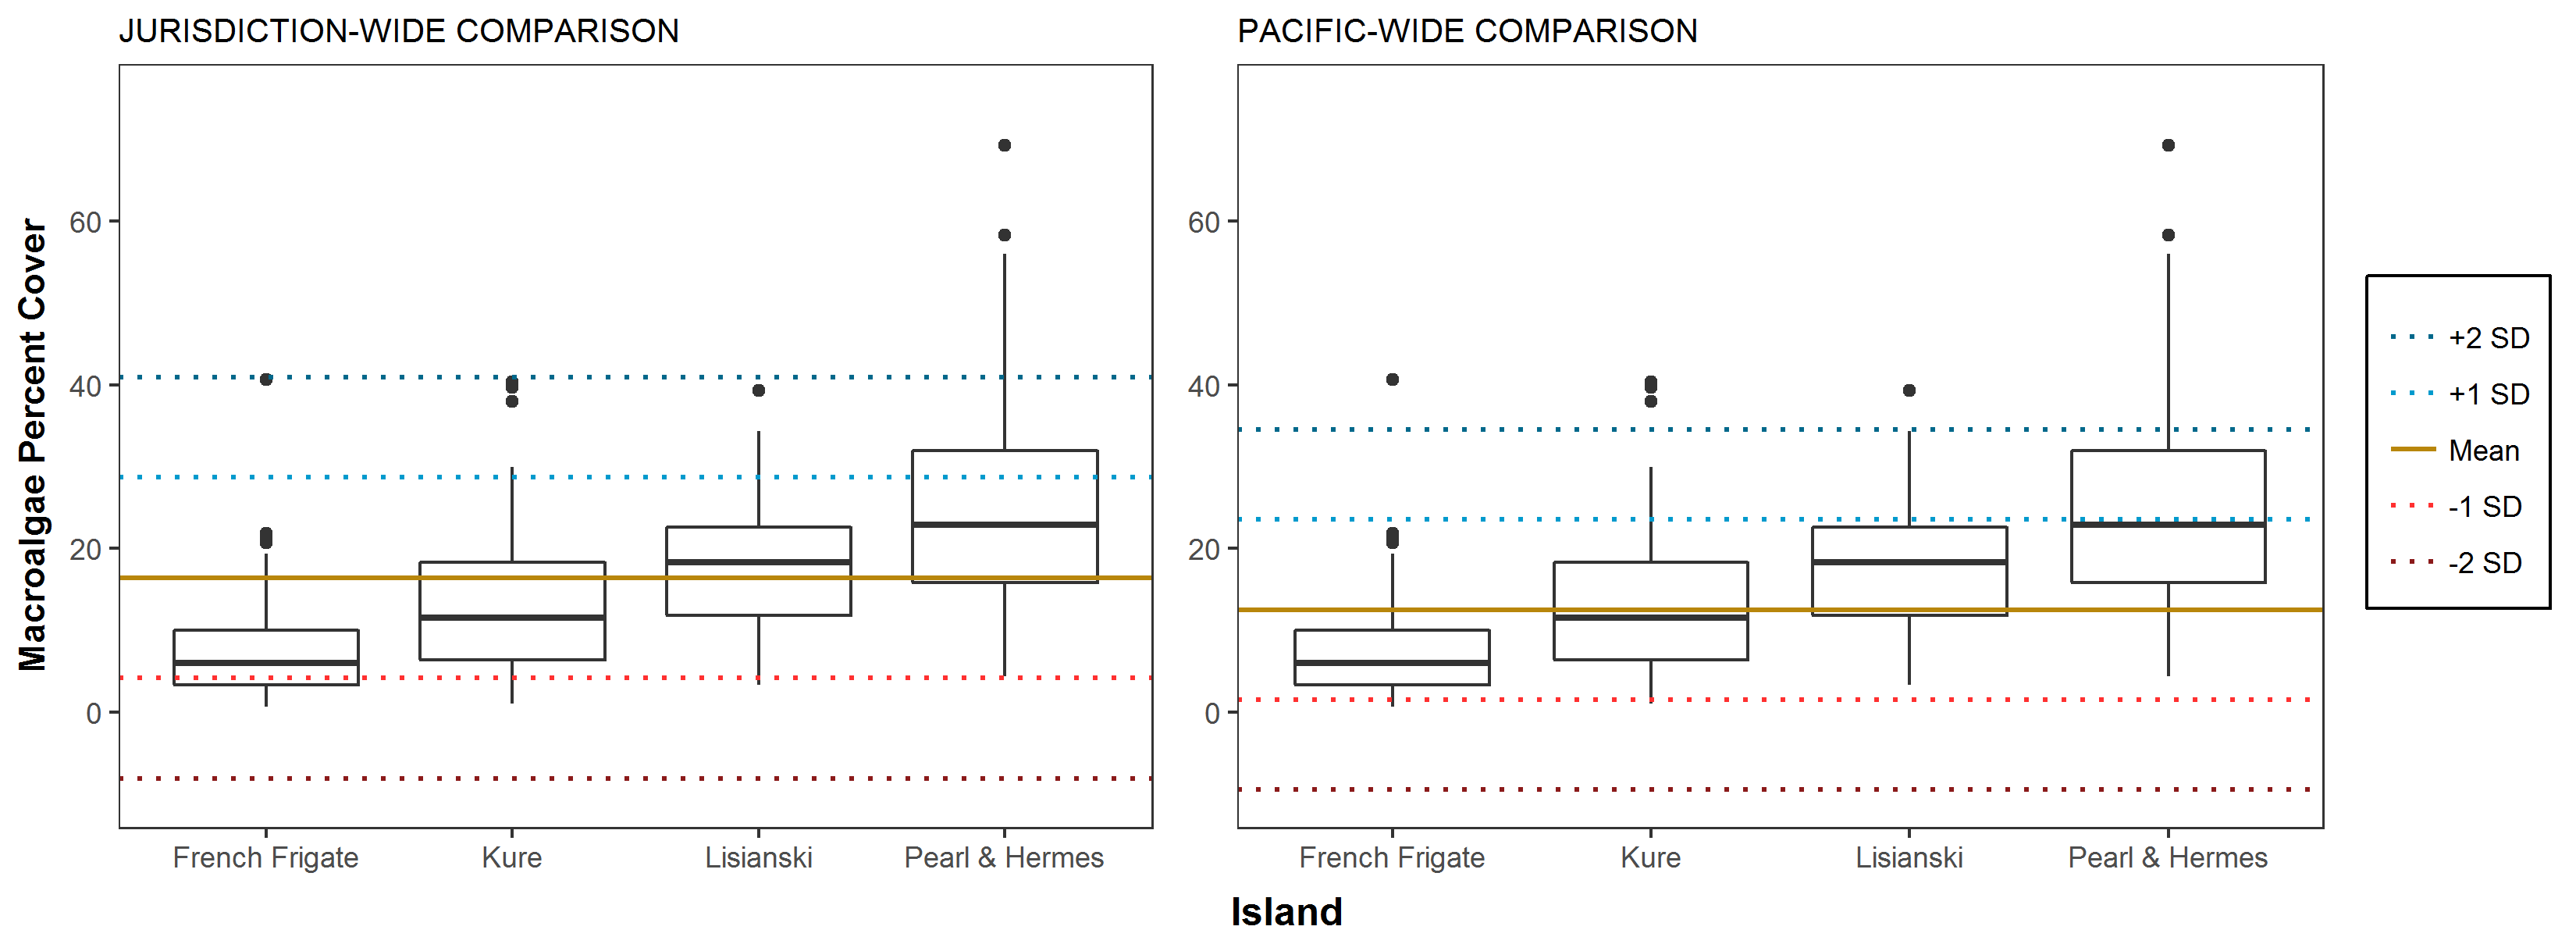 JURISDICTION-WIDE COMPARISON
PACIFIC-WIDE COMPARISON
Macroalgae Percent Cover
60
40
20
0
60
40
20
0
French Frigate
Kure
Lisianski
Pearl & Hermes
French Frigate
Kure
Lisianski
Pearl & Hermes
Island
+2 SD
+1 SD
Mean
-1 SD
-2 SD